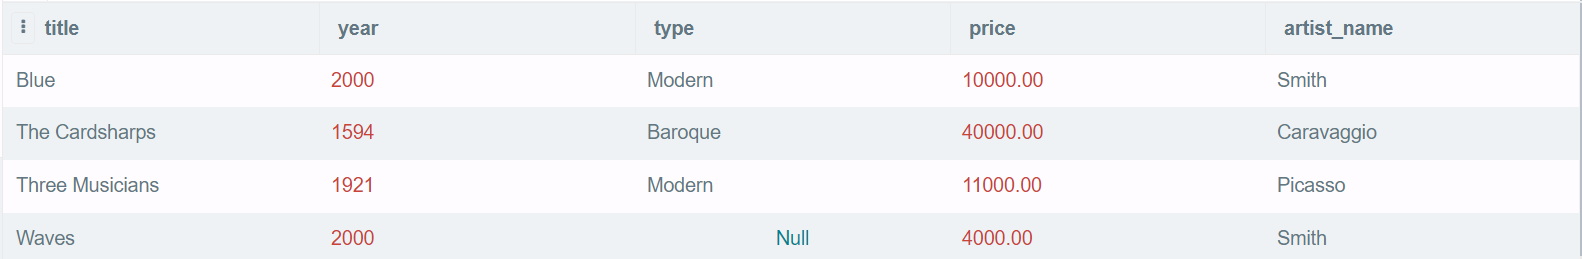 title year type price artist_name
Blue 2000 Modern 10000.00 Smith
The Cardsharps 1594 Baroque 40000.00 Caravaggio
Three Musicians 1921 Modern 11000.00 Picasso
Waves 2000 Null 4000.00 Smith